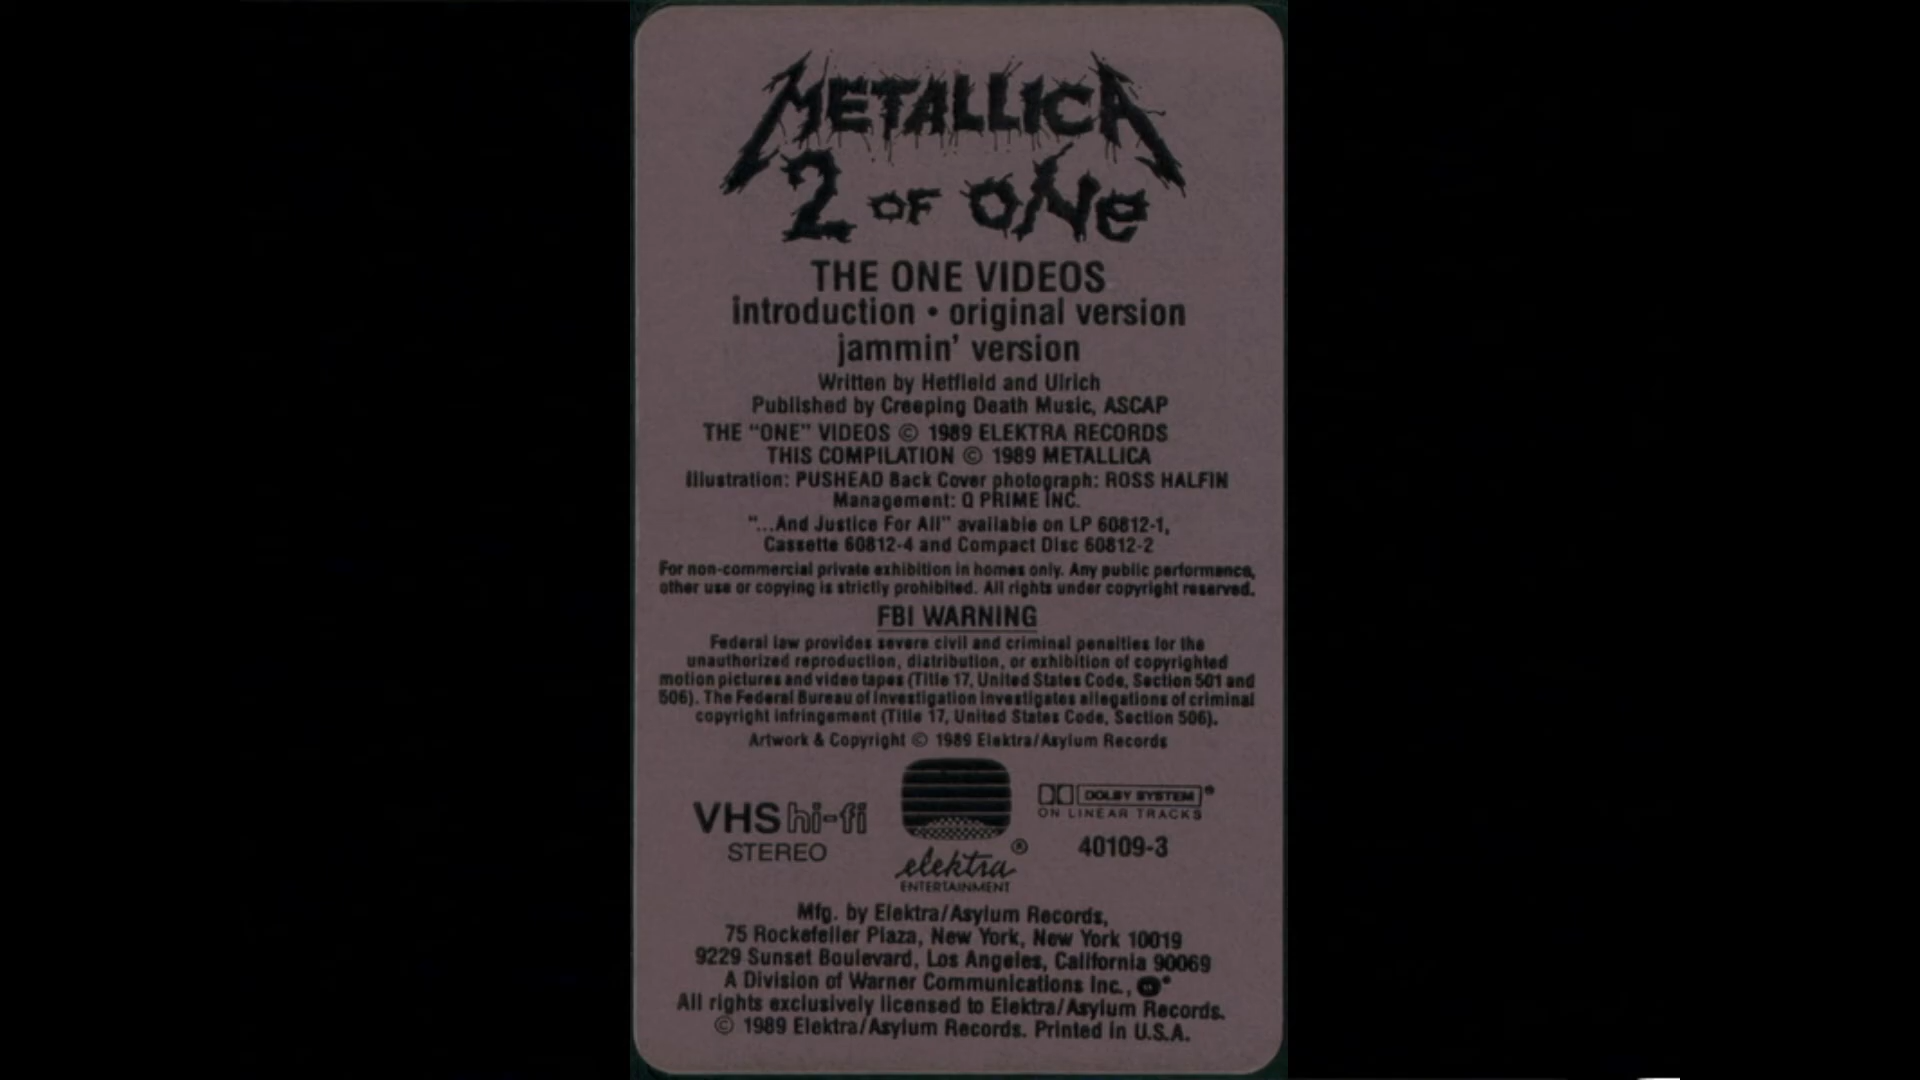 METALLICA
2 OF ONe
THE ONE VIDEOS
introduction • original version
jammin' version
Written by Hetfield and Ulrich
Published by Creeping Death Music, ASCAP
THE "ONE" VIDEOS © 1989 ELEKTRA RECORDS
THIS COMPILATION © 1989 METALLICA
Illustration: PUSHEAD Back Cover photograph: ROSS HALFIN
Management: Q PRIME INC.
"...And Justice For All" available on LP 60812-1,
Cassette 60812-4 and Compact Disc 60812-2
For non-commercial private exhibition in homes only. Any public performance,
other use or copying is strictly prohibited. All rights under copyright reserved.
FBI WARNING
Federal law provides severe civil and criminal penalties for the
unauthorized reproduction, distribution, or exhibition of copyrighted
motion pictures and video tapes (Title 17, United States Code, Section 501 and
506). The Federal Bureau of Investigation investigates allegations of criminal
copyright infringement (Title 17, United States Code, Section 506).
Artwork & Copyright © 1989 Elektra/Asylum Records
VHS hi-fi
STEREO
elektra ®
ENTERTAINMENT
DOLBY SYSTEM ®
ON LINEAR TRACKS
40109-3
Mfg. by Elektra/Asylum Records,
75 Rockefeller Plaza, New York, New York 10019
9229 Sunset Boulevard, Los Angeles, California 90069
A Division of Warner Communications Inc.,
All rights exclusively licensed to Elektra/Asylum Records.
© 1989 Elektra/Asylum Records. Printed in U.S.A.